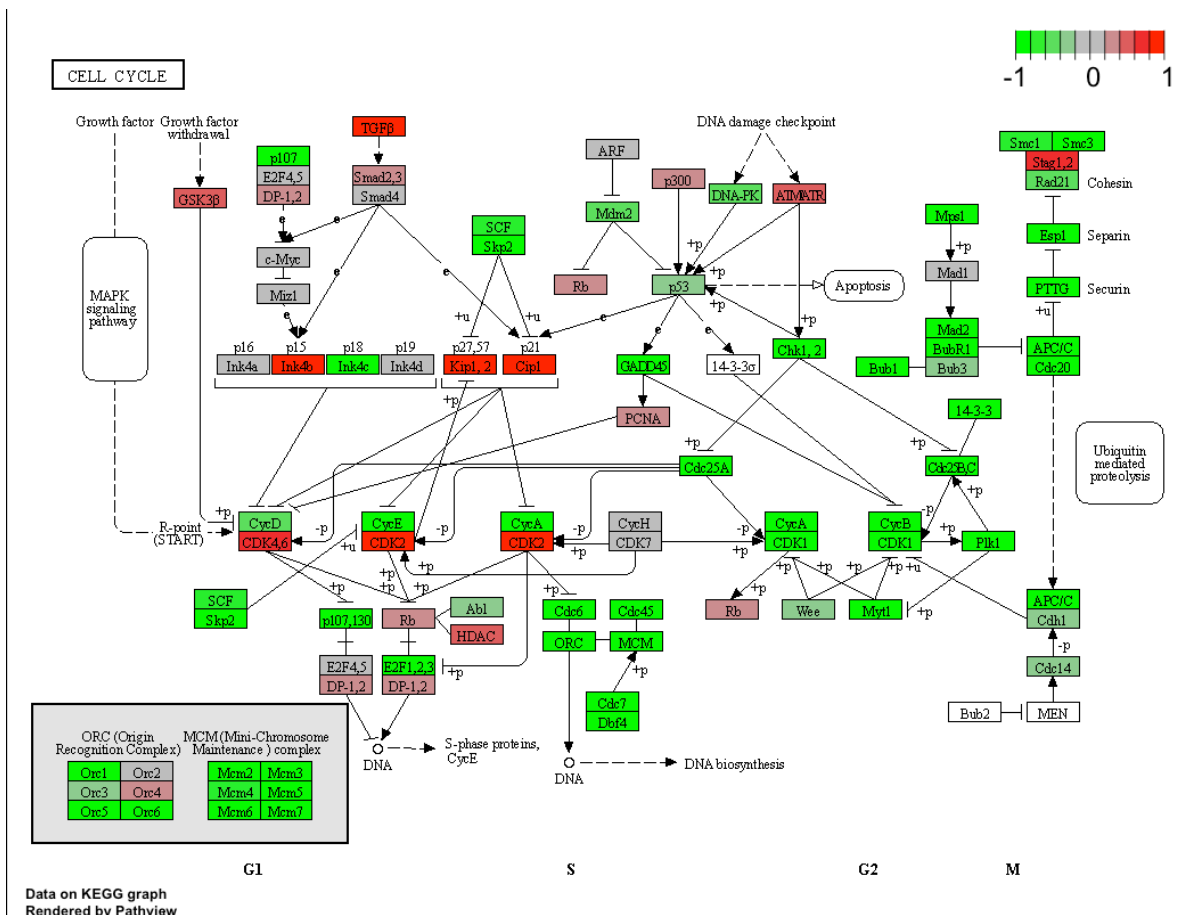 -1 0 1
CELL CYCLE
Growth factor
Growth factor
withdrawal
TGFβ
DNA damage checkpoint
p107
E2F4,5
DP-1,2
GSK3β
Smad2,3
Smad4
ARF
p300
DNA-PK
ATM/ATR
Mdm2
Smc1
Smc3
Stag1,2
Rad21
Cohesin
Mps1
+p
Esp1
Separin
e
e
c-Myc
Miz1
SCF
Skp2
Rb
p53
+p
+p
Apoptosis
Mad1
PTTG
Securin
MAPK
signaling
pathway
e
e
e
+u
+u
e
e
e
+p
+p
+u
p16
Ink4a
p15
Ink4b
p18
Ink4c
p19
Ink4d
p27,57
Kip1, 2
p21
Cip1
GADD45
14-3-3σ
Chk1, 2
Mad2
BubR1
Bub3
Bub1
APC/C
Cdc20
+p
PCNA
+p
14-3-3
+p
Cdc25A
Cdc25B,C
Ubiquitin
mediated
proteolysis
R-point
(START)
+p
CycD
CDK4,6
-p
CycE
CDK2
-p
+u
CycA
CDK2
-p
+p
CycH
CDK7
-p
+p
CycA
CDK1
CycB
CDK1
-p
+p
Plk1
+p
+p
+p
+p
+p
+p
+p
+p
+p
+u
SCF
Skp2
p107,130
Rb
Abl
HDAC
Cdc6
Cdc45
ORC
MCM
Rb
Wee
Myt1
APC/C
Cdh1
-p
E2F4,5
DP-1,2
E2F1,2,3
DP-1,2
+p
+p
Cdc7
Dbf4
Cdc14
Bub2
MEN
DNA
S-phase proteins,
CycE
DNA
DNA biosynthesis
ORC (Origin
Recognition Complex)
MCM (Mini-Chromosome
Maintenance ) complex
Orc1 Orc2
Orc3 Orc4
Orc5 Orc6
Mcm2 Mcm3
Mcm4 Mcm5
Mcm6 Mcm7
G1 S G2 M
Data on KEGG graph
Rendered by Pathview